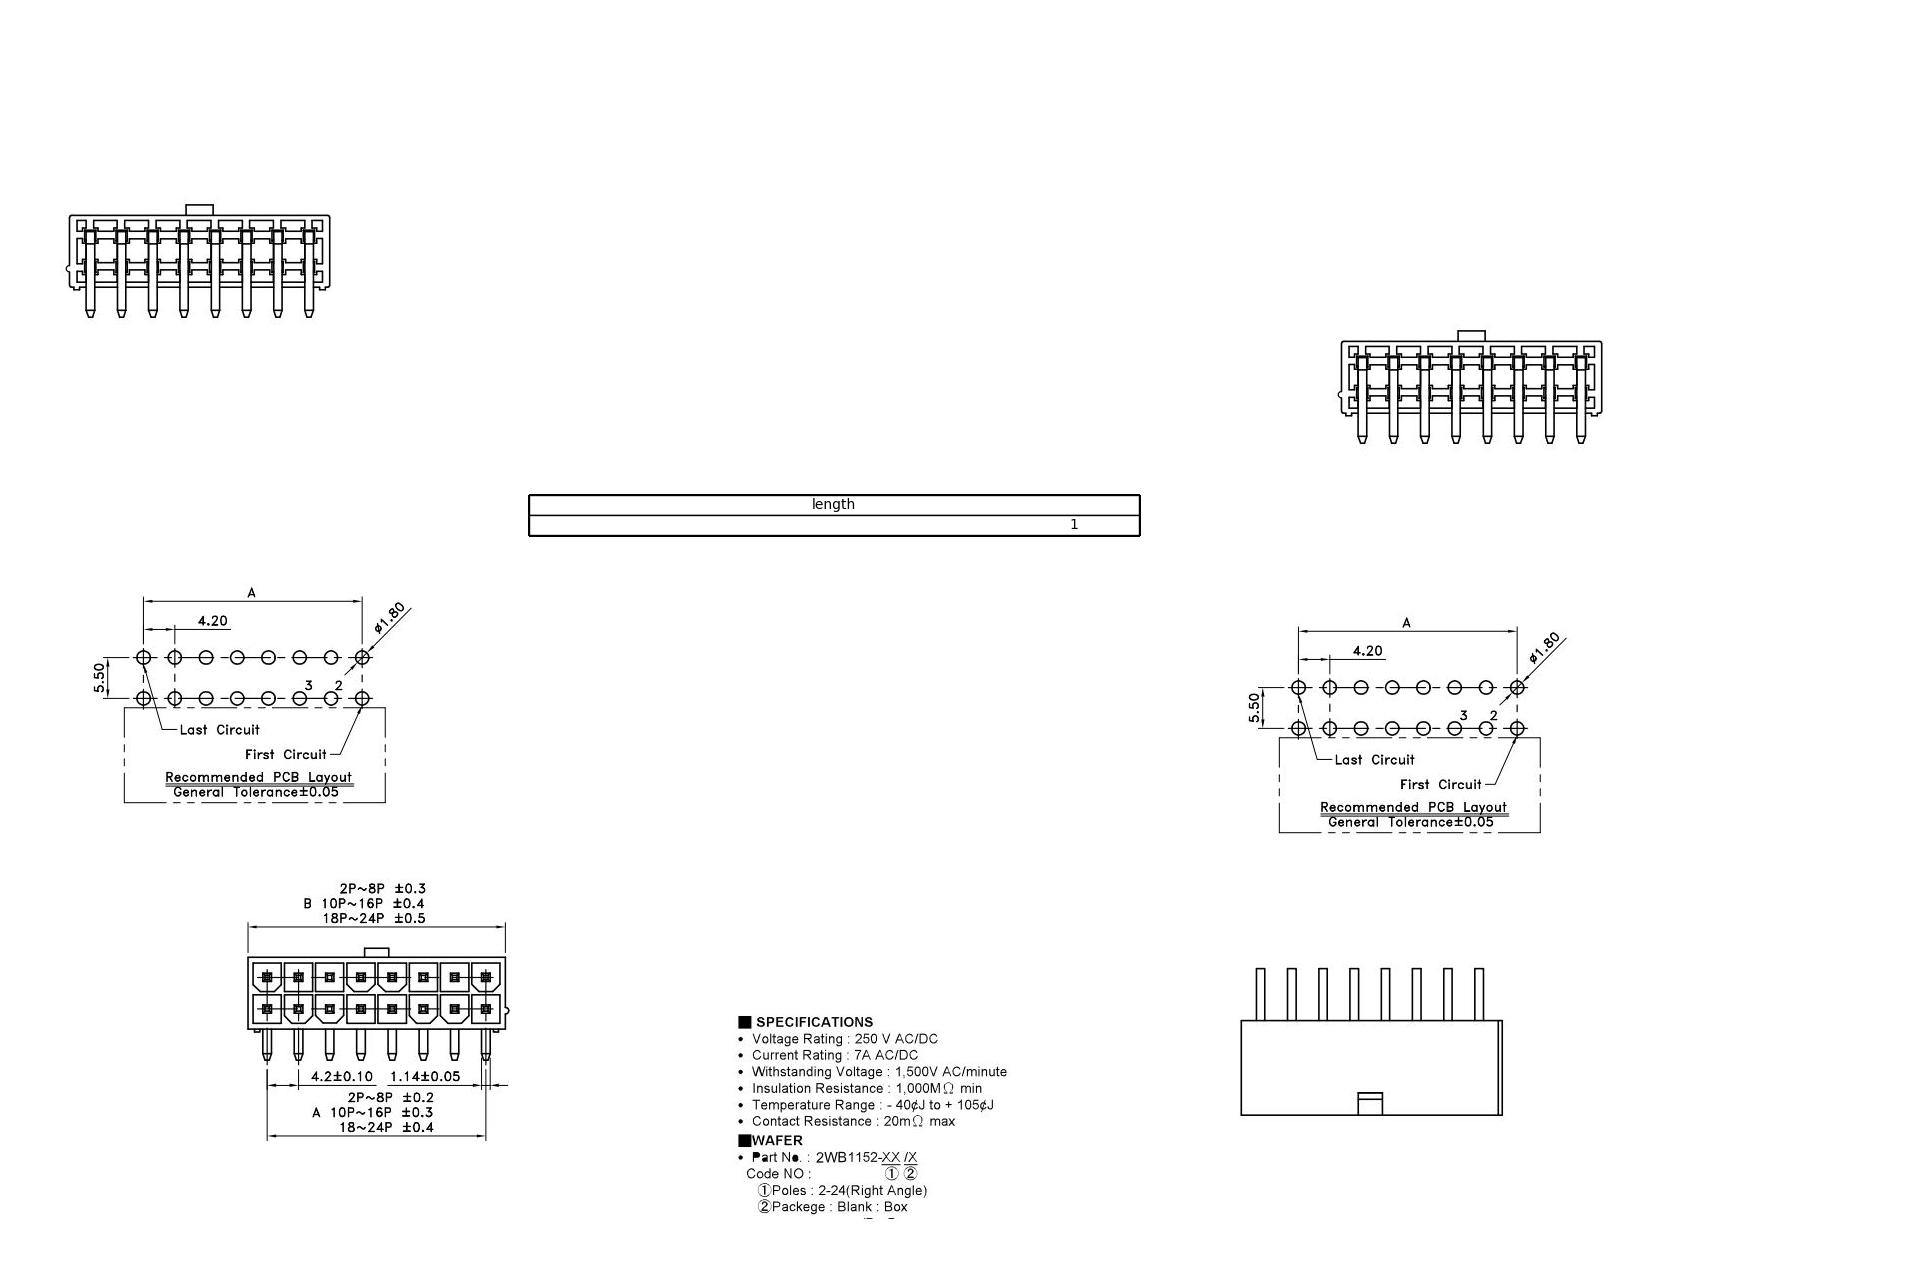 length
1
A
4.20
ø1.80
5.50
3 2
Last Circuit
First Circuit
Recommended PCB Layout
General Tolerance±0.05
A
4.20
ø1.80
5.50
3 2
Last Circuit
First Circuit
Recommended PCB Layout
General Tolerance±0.05
2P~8P ±0.3
B 10P~16P ±0.4
18P~24P ±0.5
4.2±0.10 1.14±0.05
2P~8P ±0.2
A 10P~16P ±0.3
18~24P ±0.4
■ SPECIFICATIONS
• Voltage Rating : 250 V AC/DC
• Current Rating : 7A AC/DC
• Withstanding Voltage : 1,500V AC/minute
• Insulation Resistance : 1,000MΩ min
• Temperature Range : - 40¢J to + 105¢J
• Contact Resistance : 20mΩ max
■WAFER
• Part No. : 2WB1152-XX /X
Code NO : ① ②
①Poles : 2-24(Right Angle)
②Packege : Blank : Box